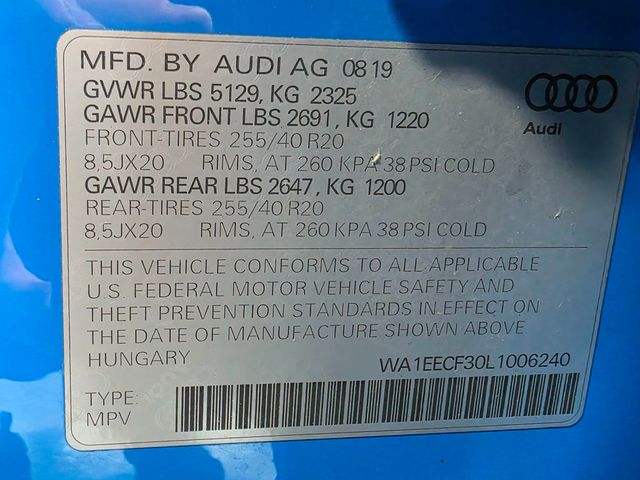 MFD. BY AUDI AG 0819
GVWR LBS 5129, KG 2325
GAWR FRONT LBS 2691, KG 1220
FRONT-TIRES 255/40 R20
8,5JX20 RIMS, AT 260 KPA 38 PSI COLD
GAWR REAR LBS 2647, KG 1200
REAR-TIRES 255/40 R20
8,5JX20 RIMS, AT 260 KPA 38 PSI COLD
Audi
THIS VEHICLE CONFORMS TO ALL APPLICABLE
U.S. FEDERAL MOTOR VEHICLE SAFETY AND
THEFT PREVENTION STANDARDS IN EFFECT ON
THE DATE OF MANUFACTURE SHOWN ABOVE
HUNGARY WA1EECF30L1006240
TYPE:
MPV